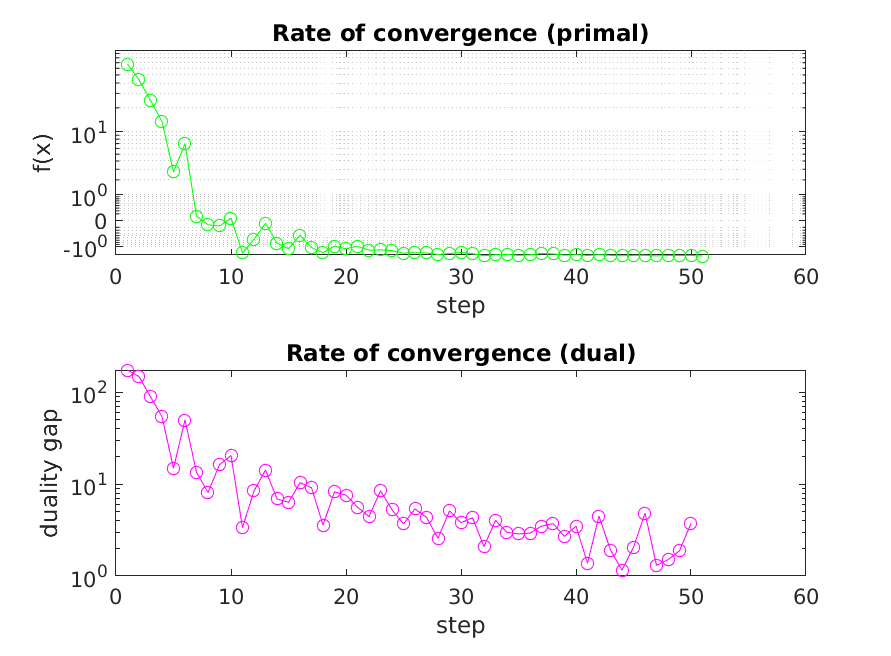 Rate of convergence (primal)
f(x)
10^1
10^0
0
-10^0
0 10 20 30 40 50 60
step
Rate of convergence (dual)
duality gap
10^2
10^1
10^0
0 10 20 30 40 50 60
step